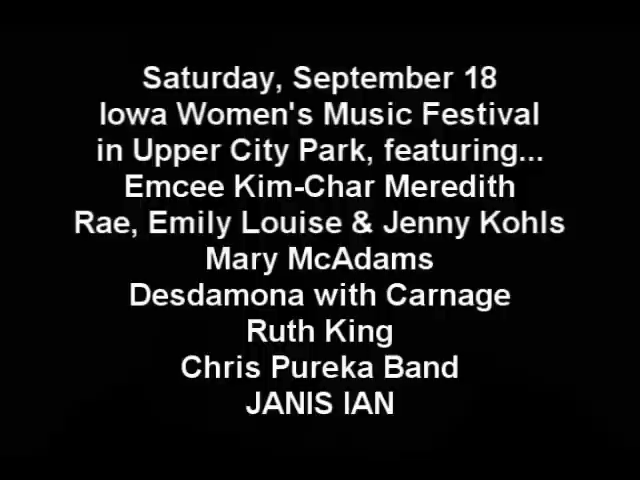 Saturday, September 18
Iowa Women's Music Festival
in Upper City Park, featuring...
Emcee Kim-Char Meredith
Rae, Emily Louise & Jenny Kohls
Mary McAdams
Desdamona with Carnage
Ruth King
Chris Pureka Band
JANIS IAN